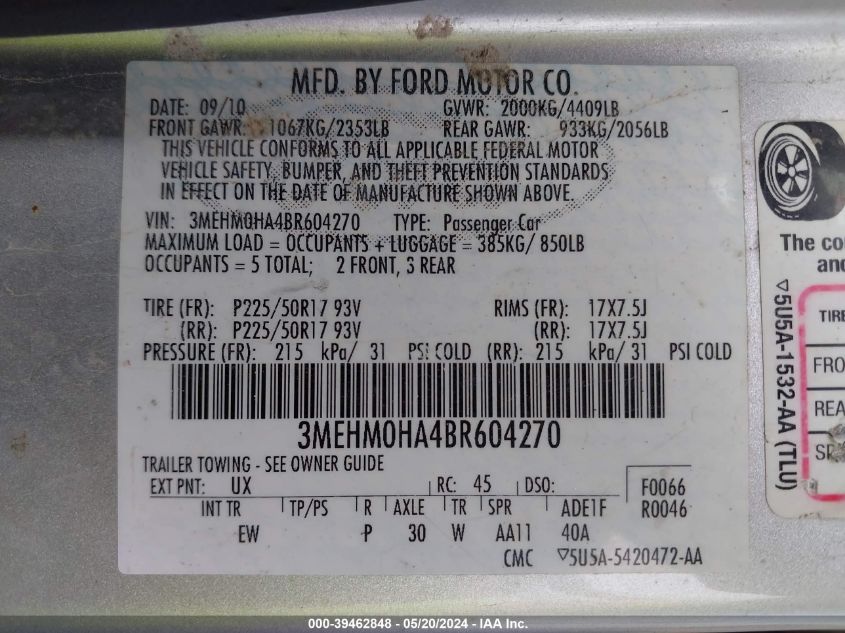 MFD. BY FORD MOTOR CO.
DATE: 09/10 GVWR: 2000KG/4409LB
FRONT GAWR: 1067KG/2353LB REAR GAWR: 933KG/2056LB
THIS VEHICLE CONFORMS TO ALL APPLICABLE FEDERAL MOTOR
VEHICLE SAFETY, BUMPER, AND THEFT PREVENTION STANDARDS
IN EFFECT ON THE DATE OF MANUFACTURE SHOWN ABOVE.
VIN: 3MEHM0HA4BR604270 TYPE: Passenger Car
MAXIMUM LOAD = OCCUPANTS + LUGGAGE = 385KG/ 850LB
OCCUPANTS = 5 TOTAL; 2 FRONT, 3 REAR
TIRE (FR): P225/50R17 93V RIMS (FR): 17X7.5J
(RR): P225/50R17 93V (RR): 17X7.5J
PRESSURE (FR): 215 kPa/ 31 PSI COLD (RR): 215 kPa/ 31 PSI COLD
3MEHM0HA4BR604270
TRAILER TOWING - SEE OWNER GUIDE
EXT PNT: UX RC: 45 DSO: F0066
INT TR TP/PS R AXLE TR SPR ADE1F R0046
EW P 30 W AA11 40A
CMC ▽5U5A-5420472-AA
The co
and
▽5U5A-1532-AA (TLU)
TIRE
FRO
REA
SP
000-39462848 - 05/20/2024 - IAA Inc.